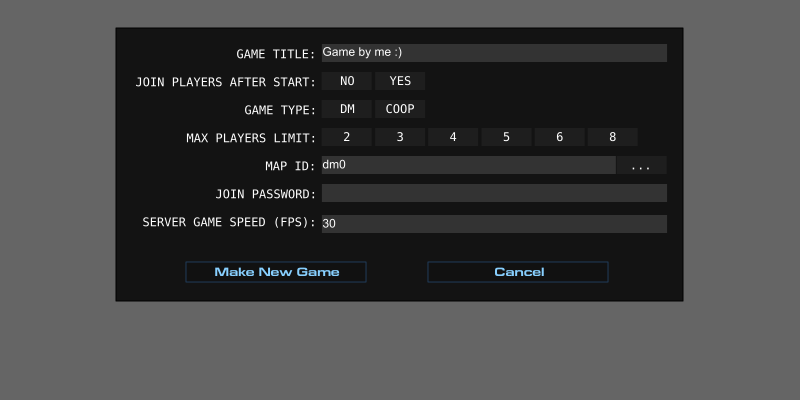 GAME TITLE: Game by me :)
JOIN PLAYERS AFTER START: NO YES
GAME TYPE: DM COOP
MAX PLAYERS LIMIT: 2 3 4 5 6 8
MAP ID: dm0 ...
JOIN PASSWORD:
SERVER GAME SPEED (FPS): 30
Make New Game Cancel